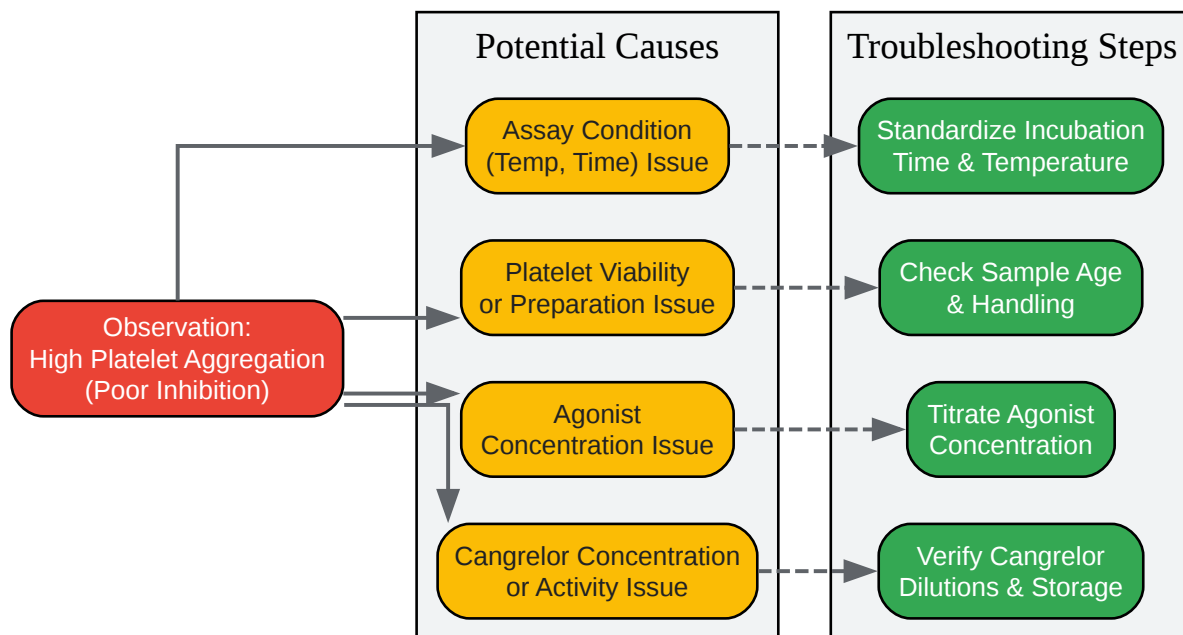 Potential Causes
Troubleshooting Steps
Assay Condition
(Temp, Time) Issue
Standardize Incubation
Time & Temperature
Platelet Viability
or Preparation Issue
Check Sample Age
& Handling
Observation:
High Platelet Aggregation
(Poor Inhibition)
Agonist
Concentration Issue
Titrate Agonist
Concentration
Cangrelor Concentration
or Activity Issue
Verify Cangrelor
Dilutions & Storage